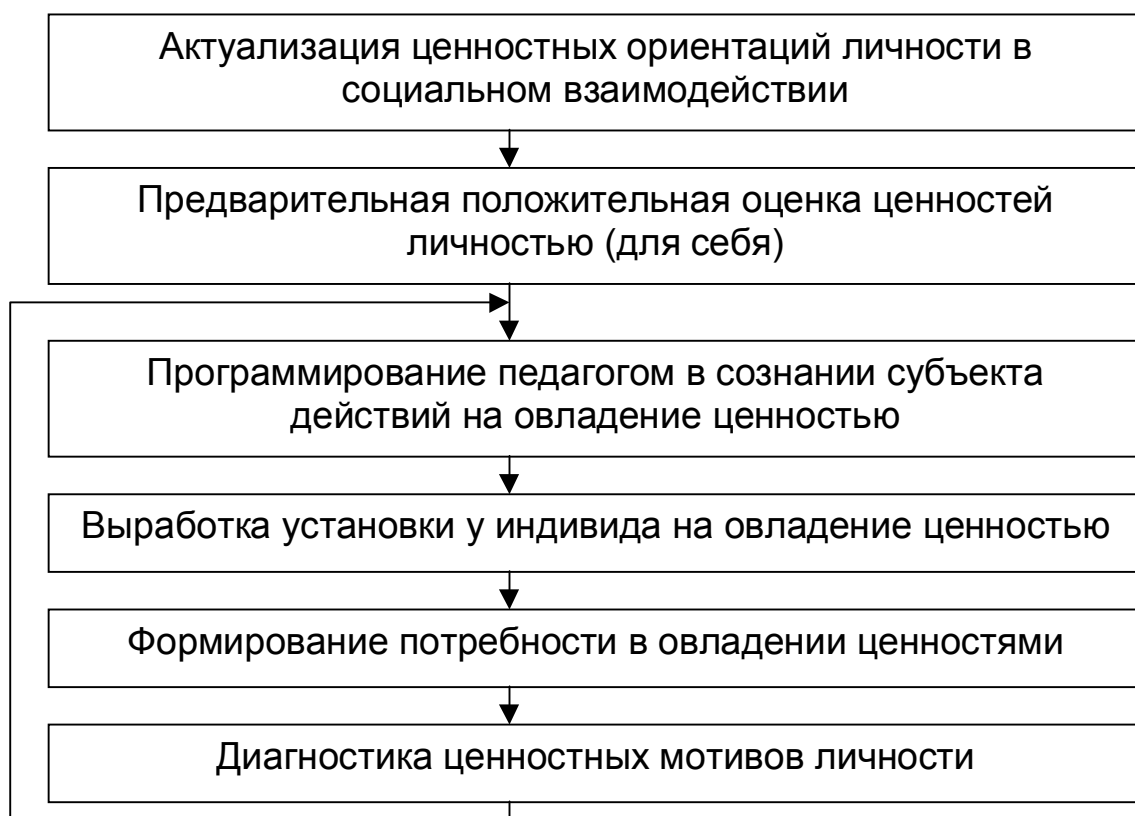 Актуализация ценностных ориентаций личности в
социальном взаимодействии
Предварительная положительная оценка ценностей
личностью (для себя)
Программирование педагогом в сознании субъекта
действий на овладение ценностью
Выработка установки у индивида на овладение ценностью
Формирование потребности в овладении ценностями
Диагностика ценностных мотивов личности